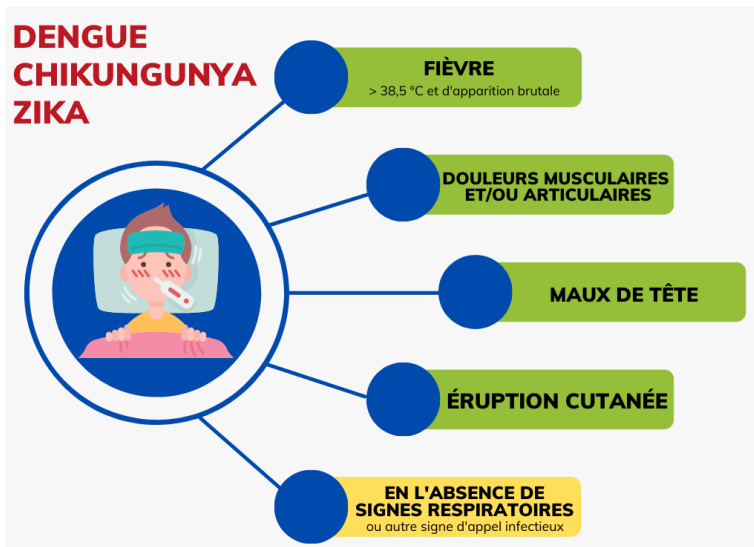 DENGUE
CHIKUNGUNYA
ZIKA
FIÈVRE
> 38,5 °C et d'apparition brutale
DOULEURS MUSCULAIRES
ET/OU ARTICULAIRES
MAUX DE TÊTE
ÉRUPTION CUTANÉE
EN L'ABSENCE DE
SIGNES RESPIRATOIRES
ou autre signe d'appel infectieux